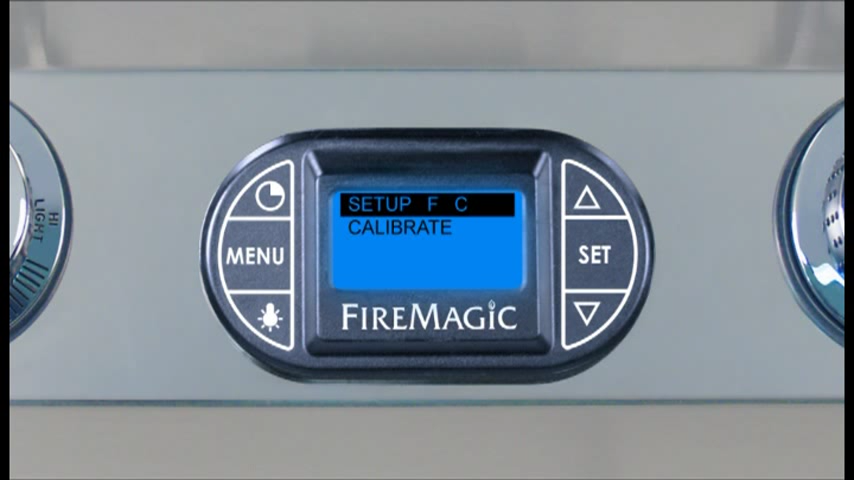 HI
LIGHT
MENU
SETUP F C
CALIBRATE
SET
FIREMAGIC